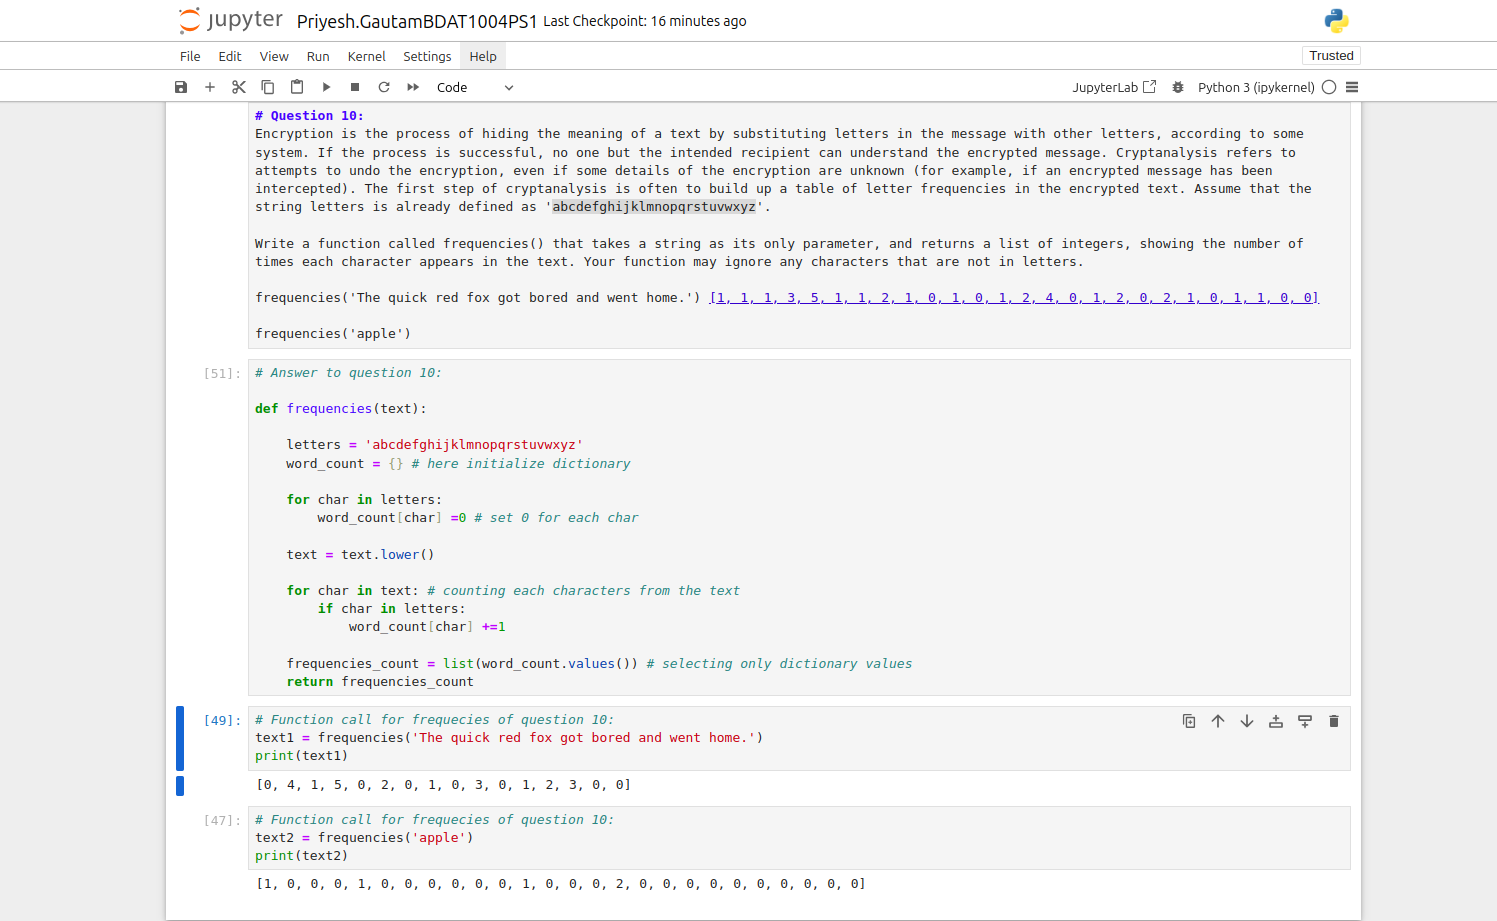 jupyter Priyesh.GautamBDAT1004PS1 Last Checkpoint: 16 minutes ago
File Edit View Run Kernel Settings Help Trusted
Code JupyterLab Python 3 (ipykernel)
# Question 10:
Encryption is the process of hiding the meaning of a text by substituting letters in the message with other letters, according to some
system. If the process is successful, no one but the intended recipient can understand the encrypted message. Cryptanalysis refers to
attempts to undo the encryption, even if some details of the encryption are unknown (for example, if an encrypted message has been
intercepted). The first step of cryptanalysis is often to build up a table of letter frequencies in the encrypted text. Assume that the
string letters is already defined as 'abcdefghijklmnopqrstuvwxyz'.
Write a function called frequencies() that takes a string as its only parameter, and returns a list of integers, showing the number of
times each character appears in the text. Your function may ignore any characters that are not in letters.
frequencies('The quick red fox got bored and went home.') [1, 1, 1, 3, 5, 1, 1, 2, 1, 0, 1, 0, 1, 2, 4, 0, 1, 2, 0, 2, 1, 0, 1, 1, 0, 0]
frequencies('apple')
[51]: # Answer to question 10:
def frequencies(text):
letters = 'abcdefghijklmnopqrstuvwxyz'
word_count = {} # here initialize dictionary
for char in letters:
word_count[char] =0 # set 0 for each char
text = text.lower()
for char in text: # counting each characters from the text
if char in letters:
word_count[char] +=1
frequencies_count = list(word_count.values()) # selecting only dictionary values
return frequencies_count
[49]: # Function call for frequecies of question 10:
text1 = frequencies('The quick red fox got bored and went home.')
print(text1)
[0, 4, 1, 5, 0, 2, 0, 1, 0, 3, 0, 1, 2, 3, 0, 0]
[47]: # Function call for frequecies of question 10:
text2 = frequencies('apple')
print(text2)
[1, 0, 0, 0, 1, 0, 0, 0, 0, 0, 0, 1, 0, 0, 0, 2, 0, 0, 0, 0, 0, 0, 0, 0, 0, 0]